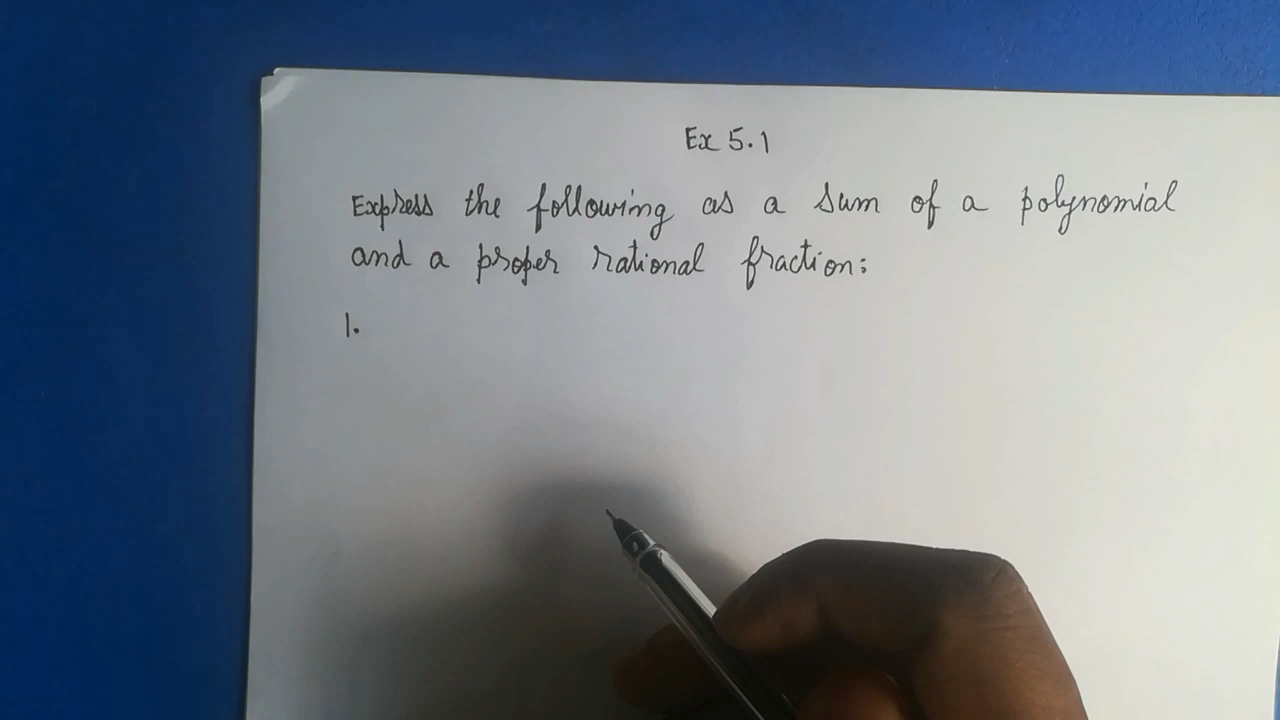 Ex 5.1
Express the following as a sum of a polynomial
and a proper rational fraction:
1.